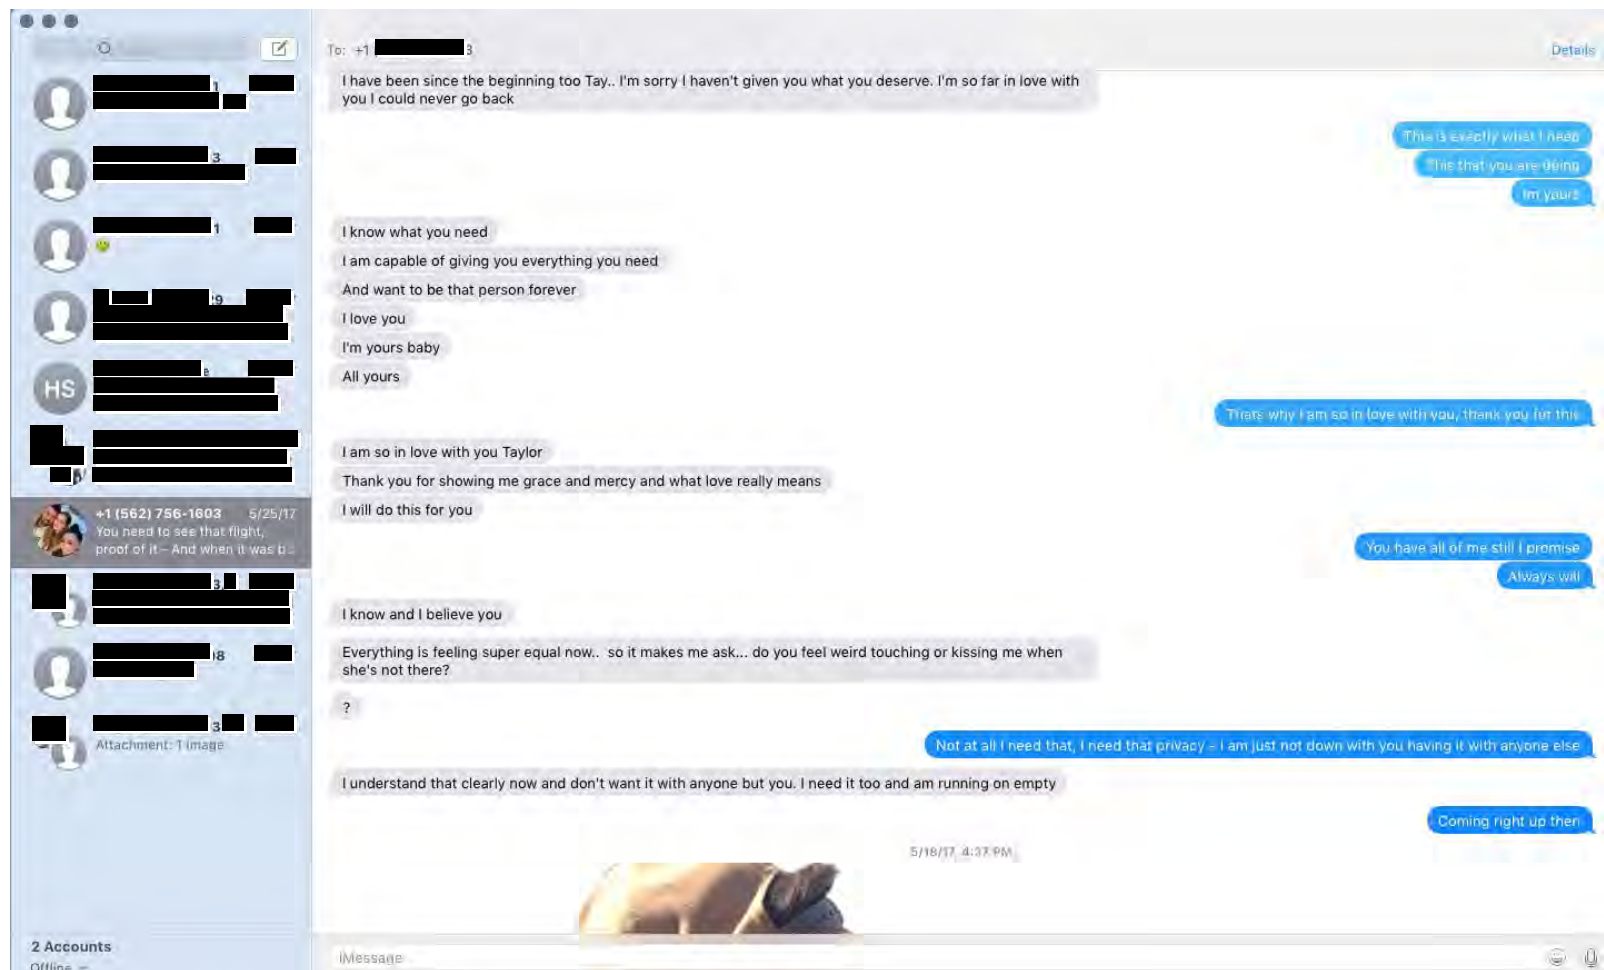 To: +1 3
Details
I have been since the beginning too Tay.. I'm sorry I haven't given you what you deserve. I'm so far in love with
you I could never go back
This is exactly what I need
This that you are doing
Im yours
I know what you need
I am capable of giving you everything you need
And want to be that person forever
I love you
I'm yours baby
All yours
Thats why I am so in love with you, thank you for this
I am so in love with you Taylor
Thank you for showing me grace and mercy and what love really means
I will do this for you
You have all of me still I promise
Always will
I know and I believe you
Everything is feeling super equal now.. so it makes me ask... do you feel weird touching or kissing me when
she's not there?
?
Not at all I need that, I need that privacy - i am just not down with you having it with anyone else
I understand that clearly now and don't want it with anyone but you. I need it too and am running on empty
Coming right up then
5/18/17, 4:37 PM
iMessage
1
3
1
9
e
HS
+1 (562) 756-1603 5/25/17
You need to see that flight,
proof of it – And when it was b...
3
8
3
Attachment: 1 image
2 Accounts
Offline